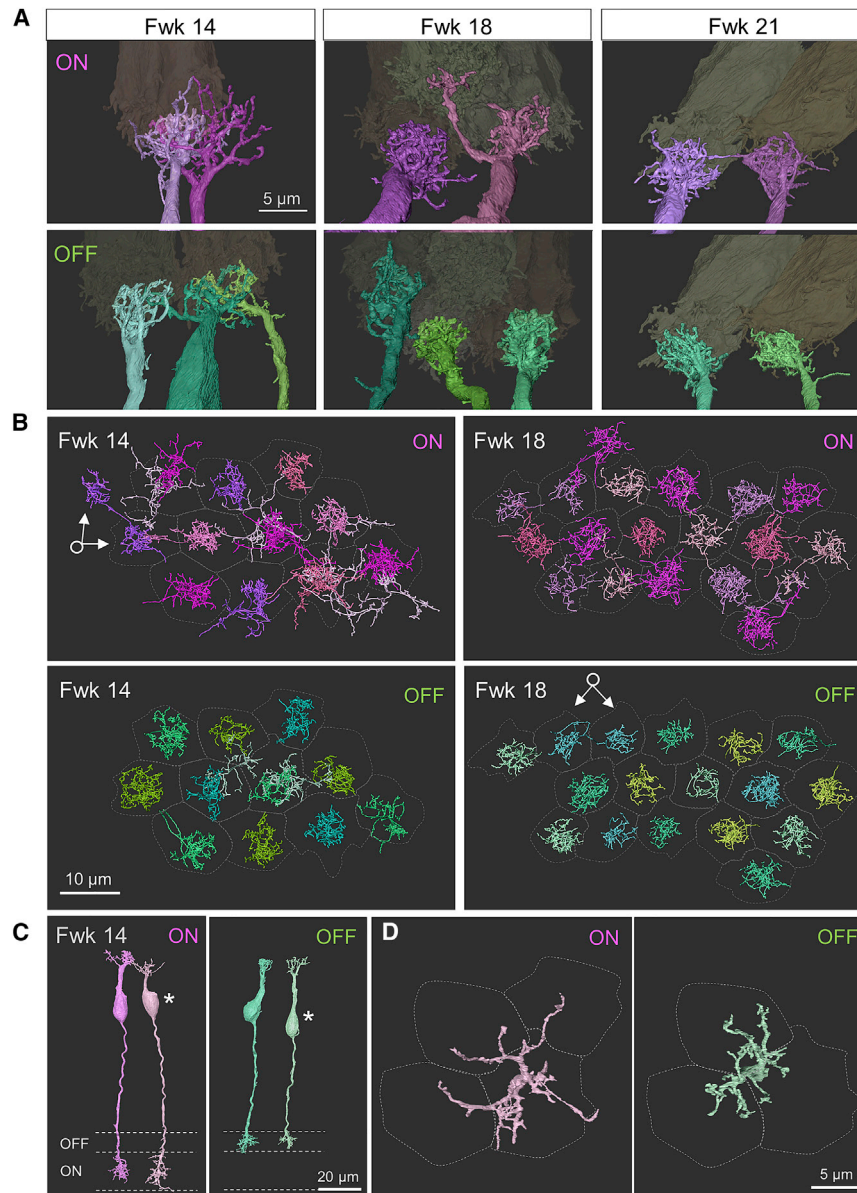 A
Fwk 14
Fwk 18
Fwk 21
ON
5 µm
OFF
B
Fwk 14
ON
Fwk 18
ON
Fwk 14
OFF
Fwk 18
OFF
10 µm
C
Fwk 14
ON
OFF
D
ON
OFF
*
*
OFF
ON
20 µm
5 µm